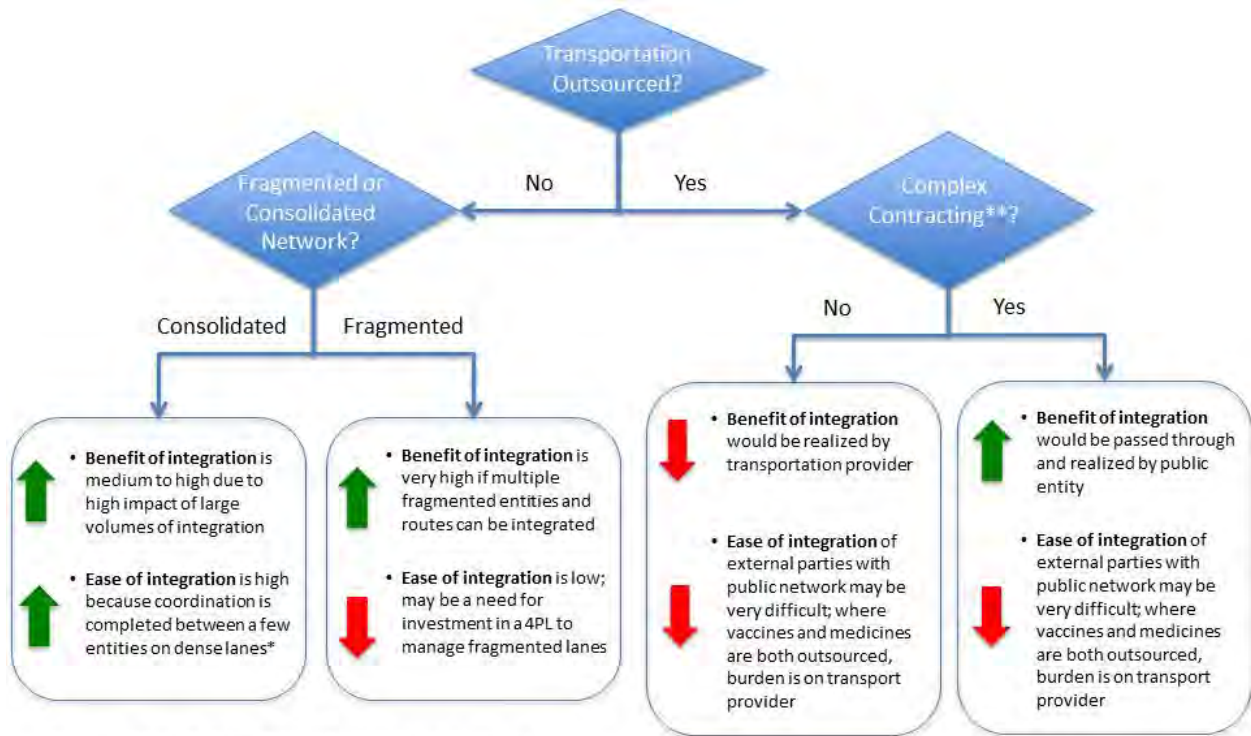 Transportation
Outsourced?
Fragmented or
Consolidated
Network?
No
Yes
Complex
Contracting**?
Consolidated
Fragmented
No
Yes
• Benefit of integration is
medium to high due to
high impact of large
volumes of integration
• Ease of integration is high
because coordination is
completed between a few
entities on dense lanes*
• Benefit of integration is
very high if multiple
fragmented entities and
routes can be integrated
• Ease of integration is low;
may be a need for
investment in a 4PL to
manage fragmented lanes
• Benefit of integration
would be realized by
transportation provider
• Ease of integration of
external parties with
public network may be
very difficult; where
vaccines and medicines
are both outsourced,
burden is on transport
provider
• Benefit of integration
would be passed through
and realized by public
entity
• Ease of integration of
external parties with
public network may be
very difficult; where
vaccines and medicines
are both outsourced,
burden is on transport
provider